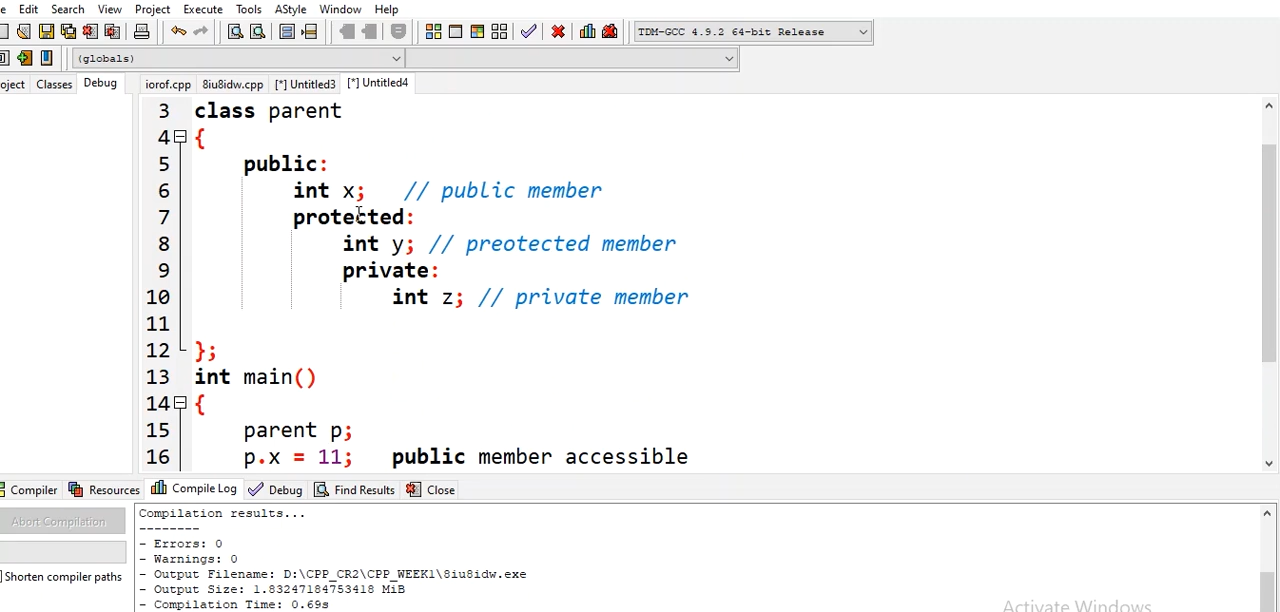 Edit Search View Project Execute Tools AStyle Window Help
TDM-GCC 4.9.2 64-bit Release
(globals)
oject Classes Debug iorof.cpp 8iu8idw.cpp [*] Untitled3 [*] Untitled4
3 class parent
4 {
5 public:
6 int x; // public member
7 protected:
8 int y; // preotected member
9 private:
10 int z; // private member
11
12 };
13 int main()
14 {
15 parent p;
16 p.x = 11; public member accessible
Compiler Resources Compile Log Debug Find Results Close
Abort Compilation
Compilation results...
--------
- Errors: 0
- Warnings: 0
- Output Filename: D:\CPP_CR2\CPP_WEEK1\8iu8idw.exe
Shorten compiler paths
- Output Size: 1.83247184753418 MiB
- Compilation Time: 0.69s
Activate Windows